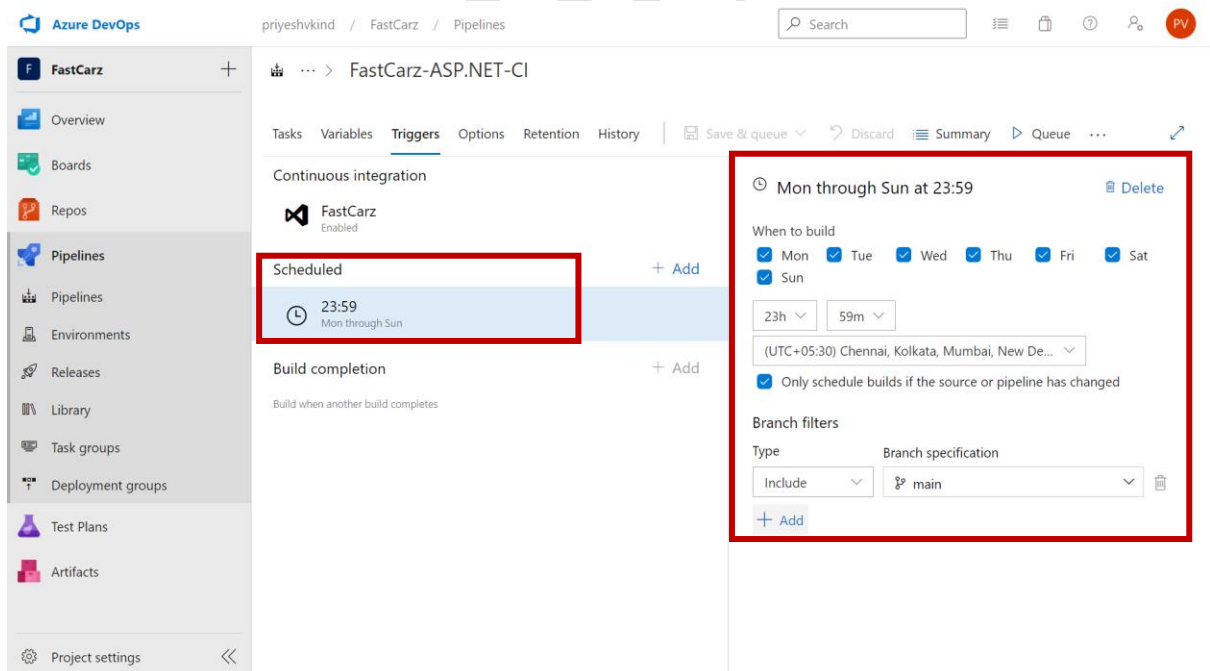 Azure DevOps
priyeshvkind / FastCarz / Pipelines
Search
PV
F FastCarz
··· > FastCarz-ASP.NET-CI
Overview
Boards
Repos
Pipelines
Pipelines
Environments
Releases
Library
Task groups
Deployment groups
Test Plans
Artifacts
Project settings
Tasks Variables Triggers Options Retention History Save & queue Discard Summary Queue ···
Continuous integration
FastCarz
Enabled
Scheduled + Add
23:59
Mon through Sun
Build completion + Add
Build when another build completes
Mon through Sun at 23:59 Delete
When to build
Mon Tue Wed Thu Fri Sat
Sun
23h 59m
(UTC+05:30) Chennai, Kolkata, Mumbai, New De...
Only schedule builds if the source or pipeline has changed
Branch filters
Type Branch specification
Include main
+ Add